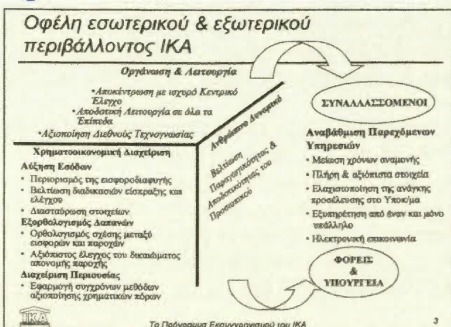 Οφέλη εσωτερικού & εξωτερικού
περιβάλλοντος ΙΚΑ
Οργάνωση & Λειτουργία
•Αποκέντρωση με ισχυρό Κεντρικό
Έλεγχο
•Αποδοτική Λειτουργία σε όλα τα
Επίπεδα
•Αξιοποίηση Διεθνούς Τεχνογνωσίας
Χρηματοοικονομική Διαχείριση
Αύξηση Εσόδων
• Περιορισμός της εισφοροδιαφυγής
• Βελτίωση διαδικασιών είσπραξης και
ελέγχου
• Διασταύρωση στοιχείων
Εξορθολογισμός Δαπανών
• Ορθολογισμός σχέσης μεταξύ
εισφορών και παροχών
• Αξιόπιστος έλεγχος του δικαιώματος
απονομής παροχής
Διαχείριση Περιουσίας
• Εφαρμογή συγχρόνων μεθόδων
αξιοποίησης χρηματικών πόρων
Ανθρώπινο Δυναμικό
Βελτίωση
Παραγωγικότητας &
Αποδοτικότητας του
Προσωπικού
ΣΥΝΑΛΛΑΣΣΟΜΕΝΟΙ
Αναβάθμιση Παρεχόμενων
Υπηρεσιών
• Μείωση χρόνων αναμονής
• Πλήρη & αξιόπιστα στοιχεία
• Ελαχιστοποίηση της ανάγκης
προσέλευσης στο Υποκ/μα
• Εξυπηρέτηση από έναν και μόνο
υπάλληλο
• Ηλεκτρονική επικοινωνία
ΦΟΡΕΙΣ
&
ΥΠΟΥΡΓΕΙΑ
ΙΚΑ
Το Πρόγραμμα Εκσυγχρονισμού του ΙΚΑ
3